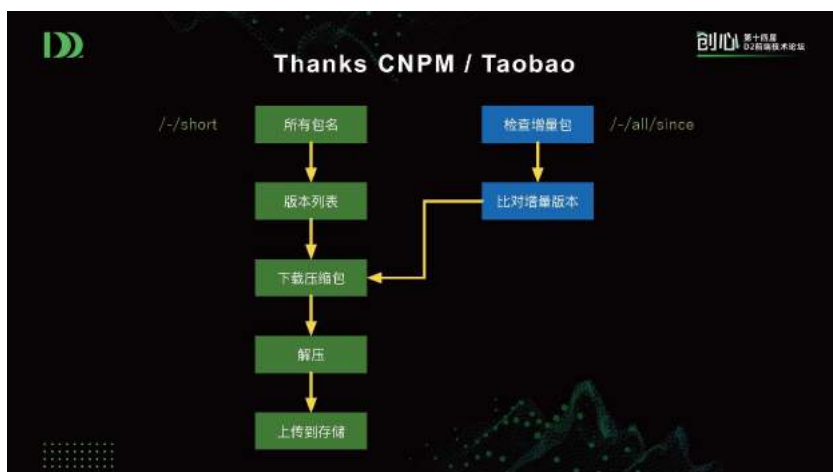 创心 第十四届
D2前端技术论坛
Thanks CNPM / Taobao
/-/short
所有包名
检查增量包
/-/all/since
版本列表
比对增量版本
下载压缩包
解压
上传到存储